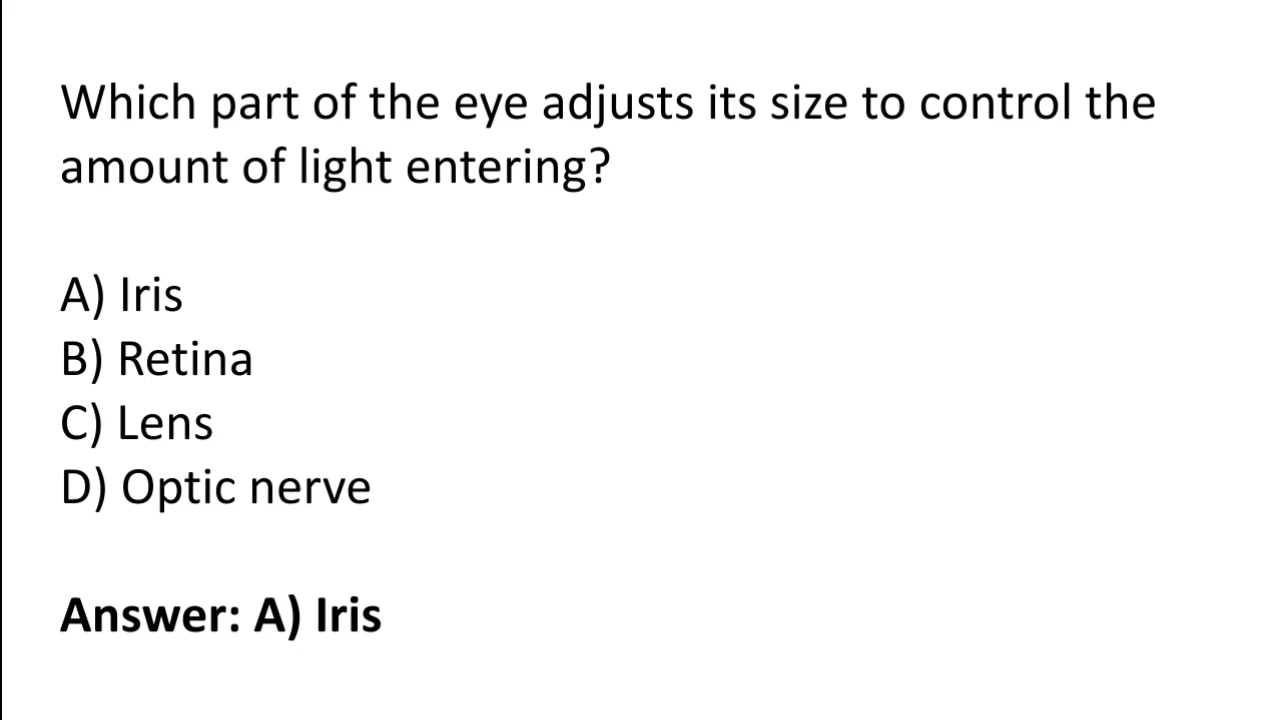 Which part of the eye adjusts its size to control the
amount of light entering?
A) Iris
B) Retina
C) Lens
D) Optic nerve
Answer: A) Iris